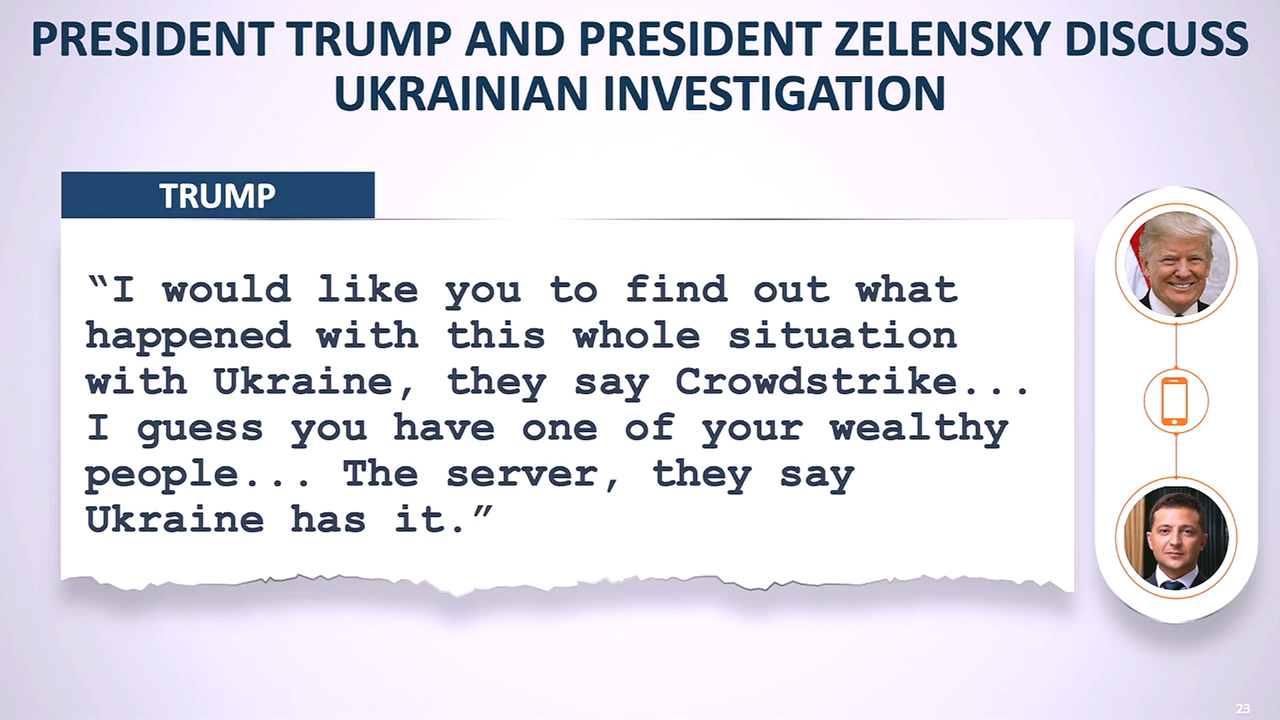 PRESIDENT TRUMP AND PRESIDENT ZELENSKY DISCUSS
UKRAINIAN INVESTIGATION
TRUMP
“I would like you to find out what
happened with this whole situation
with Ukraine, they say Crowdstrike...
I guess you have one of your wealthy
people... The server, they say
Ukraine has it.”
23